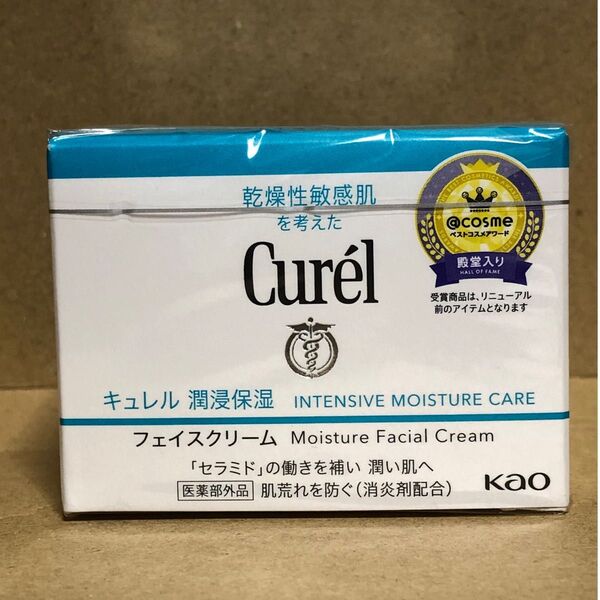 乾燥性敏感肌
を考えた
Curél
@cosme
ベストコスメアワード
殿堂入り
HALL OF FAME
受賞商品は、リニューアル
前のアイテムとなります
キュレル 潤浸保湿 INTENSIVE MOISTURE CARE
フェイスクリーム Moisture Facial Cream
「セラミド」の働きを補い 潤い肌へ
医薬部外品 肌荒れを防ぐ(消炎剤配合)
Kao